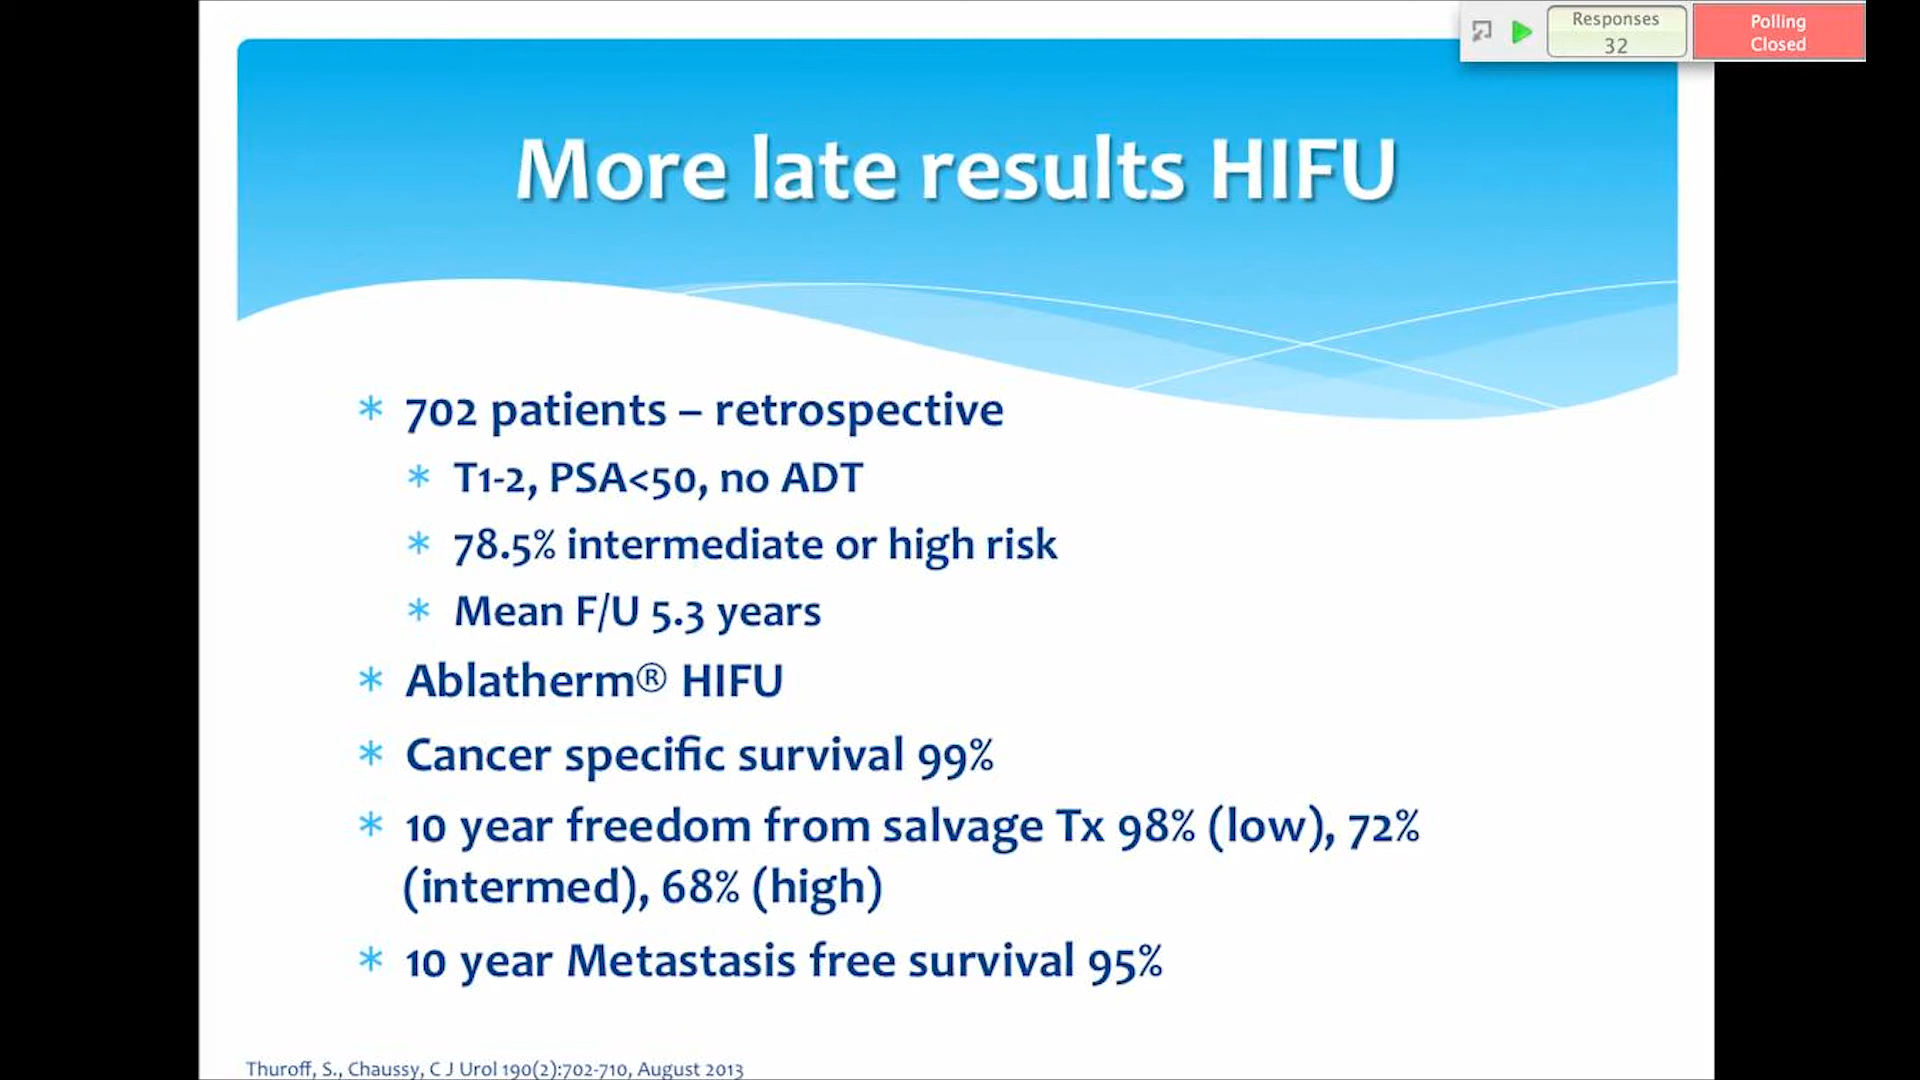 Responses
32
Polling
Closed
More late results HIFU
* 702 patients – retrospective
* T1-2, PSA<50, no ADT
* 78.5% intermediate or high risk
* Mean F/U 5.3 years
* Ablatherm® HIFU
* Cancer specific survival 99%
* 10 year freedom from salvage Tx 98% (low), 72%
(intermed), 68% (high)
* 10 year Metastasis free survival 95%
Thuroff, S., Chaussy, C J Urol 190(2):702-710, August 2013